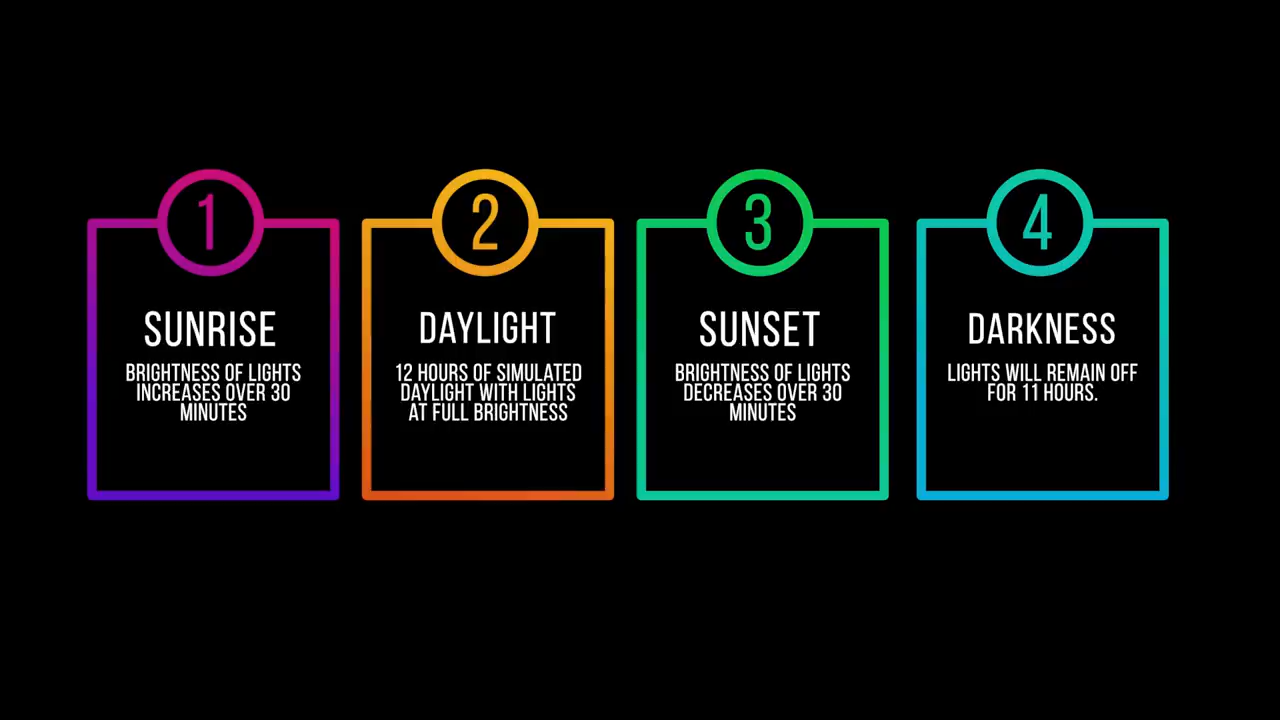 1
SUNRISE
BRIGHTNESS OF LIGHTS
INCREASES OVER 30
MINUTES
2
DAYLIGHT
12 HOURS OF SIMULATED
DAYLIGHT WITH LIGHTS
AT FULL BRIGHTNESS
3
SUNSET
BRIGHTNESS OF LIGHTS
DECREASES OVER 30
MINUTES
4
DARKNESS
LIGHTS WILL REMAIN OFF
FOR 11 HOURS.